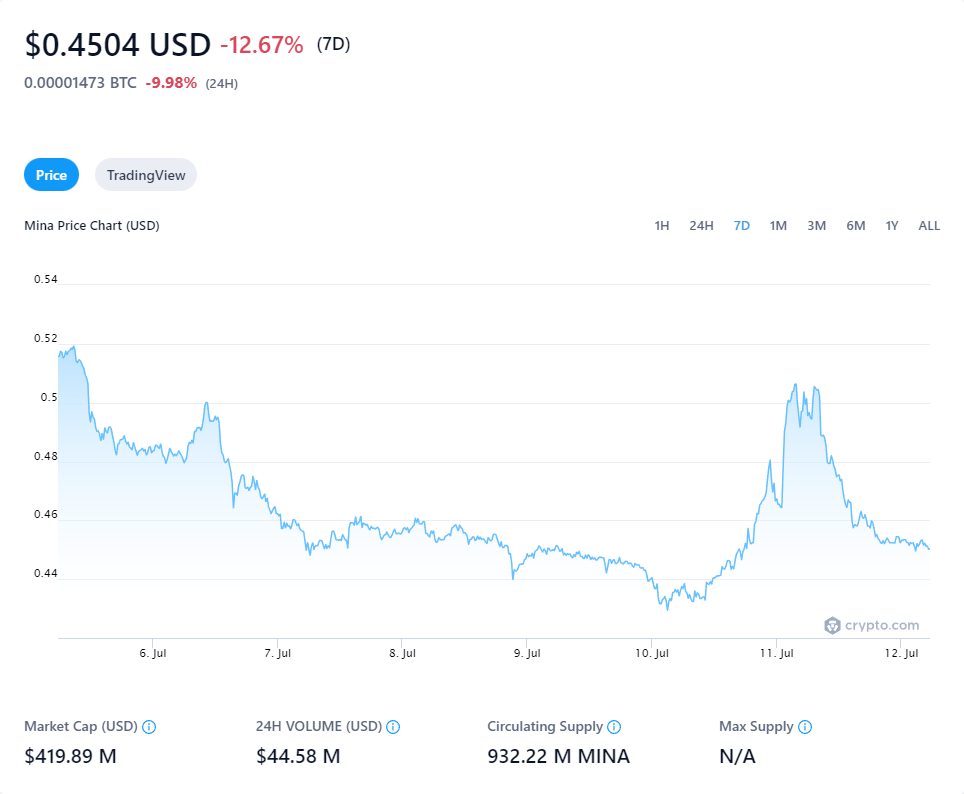 $0.4504 USD -12.67% (7D)
0.00001473 BTC -9.98% (24H)
Price TradingView
Mina Price Chart (USD) 1H 24H 7D 1M 3M 6M 1Y ALL
0.54
0.52
0.5
0.48
0.46
0.44
crypto.com
6. Jul 7. Jul 8. Jul 9. Jul 10. Jul 11. Jul 12. Jul
Market Cap (USD) 24H VOLUME (USD) Circulating Supply Max Supply
$419.89 M $44.58 M 932.22 M MINA N/A